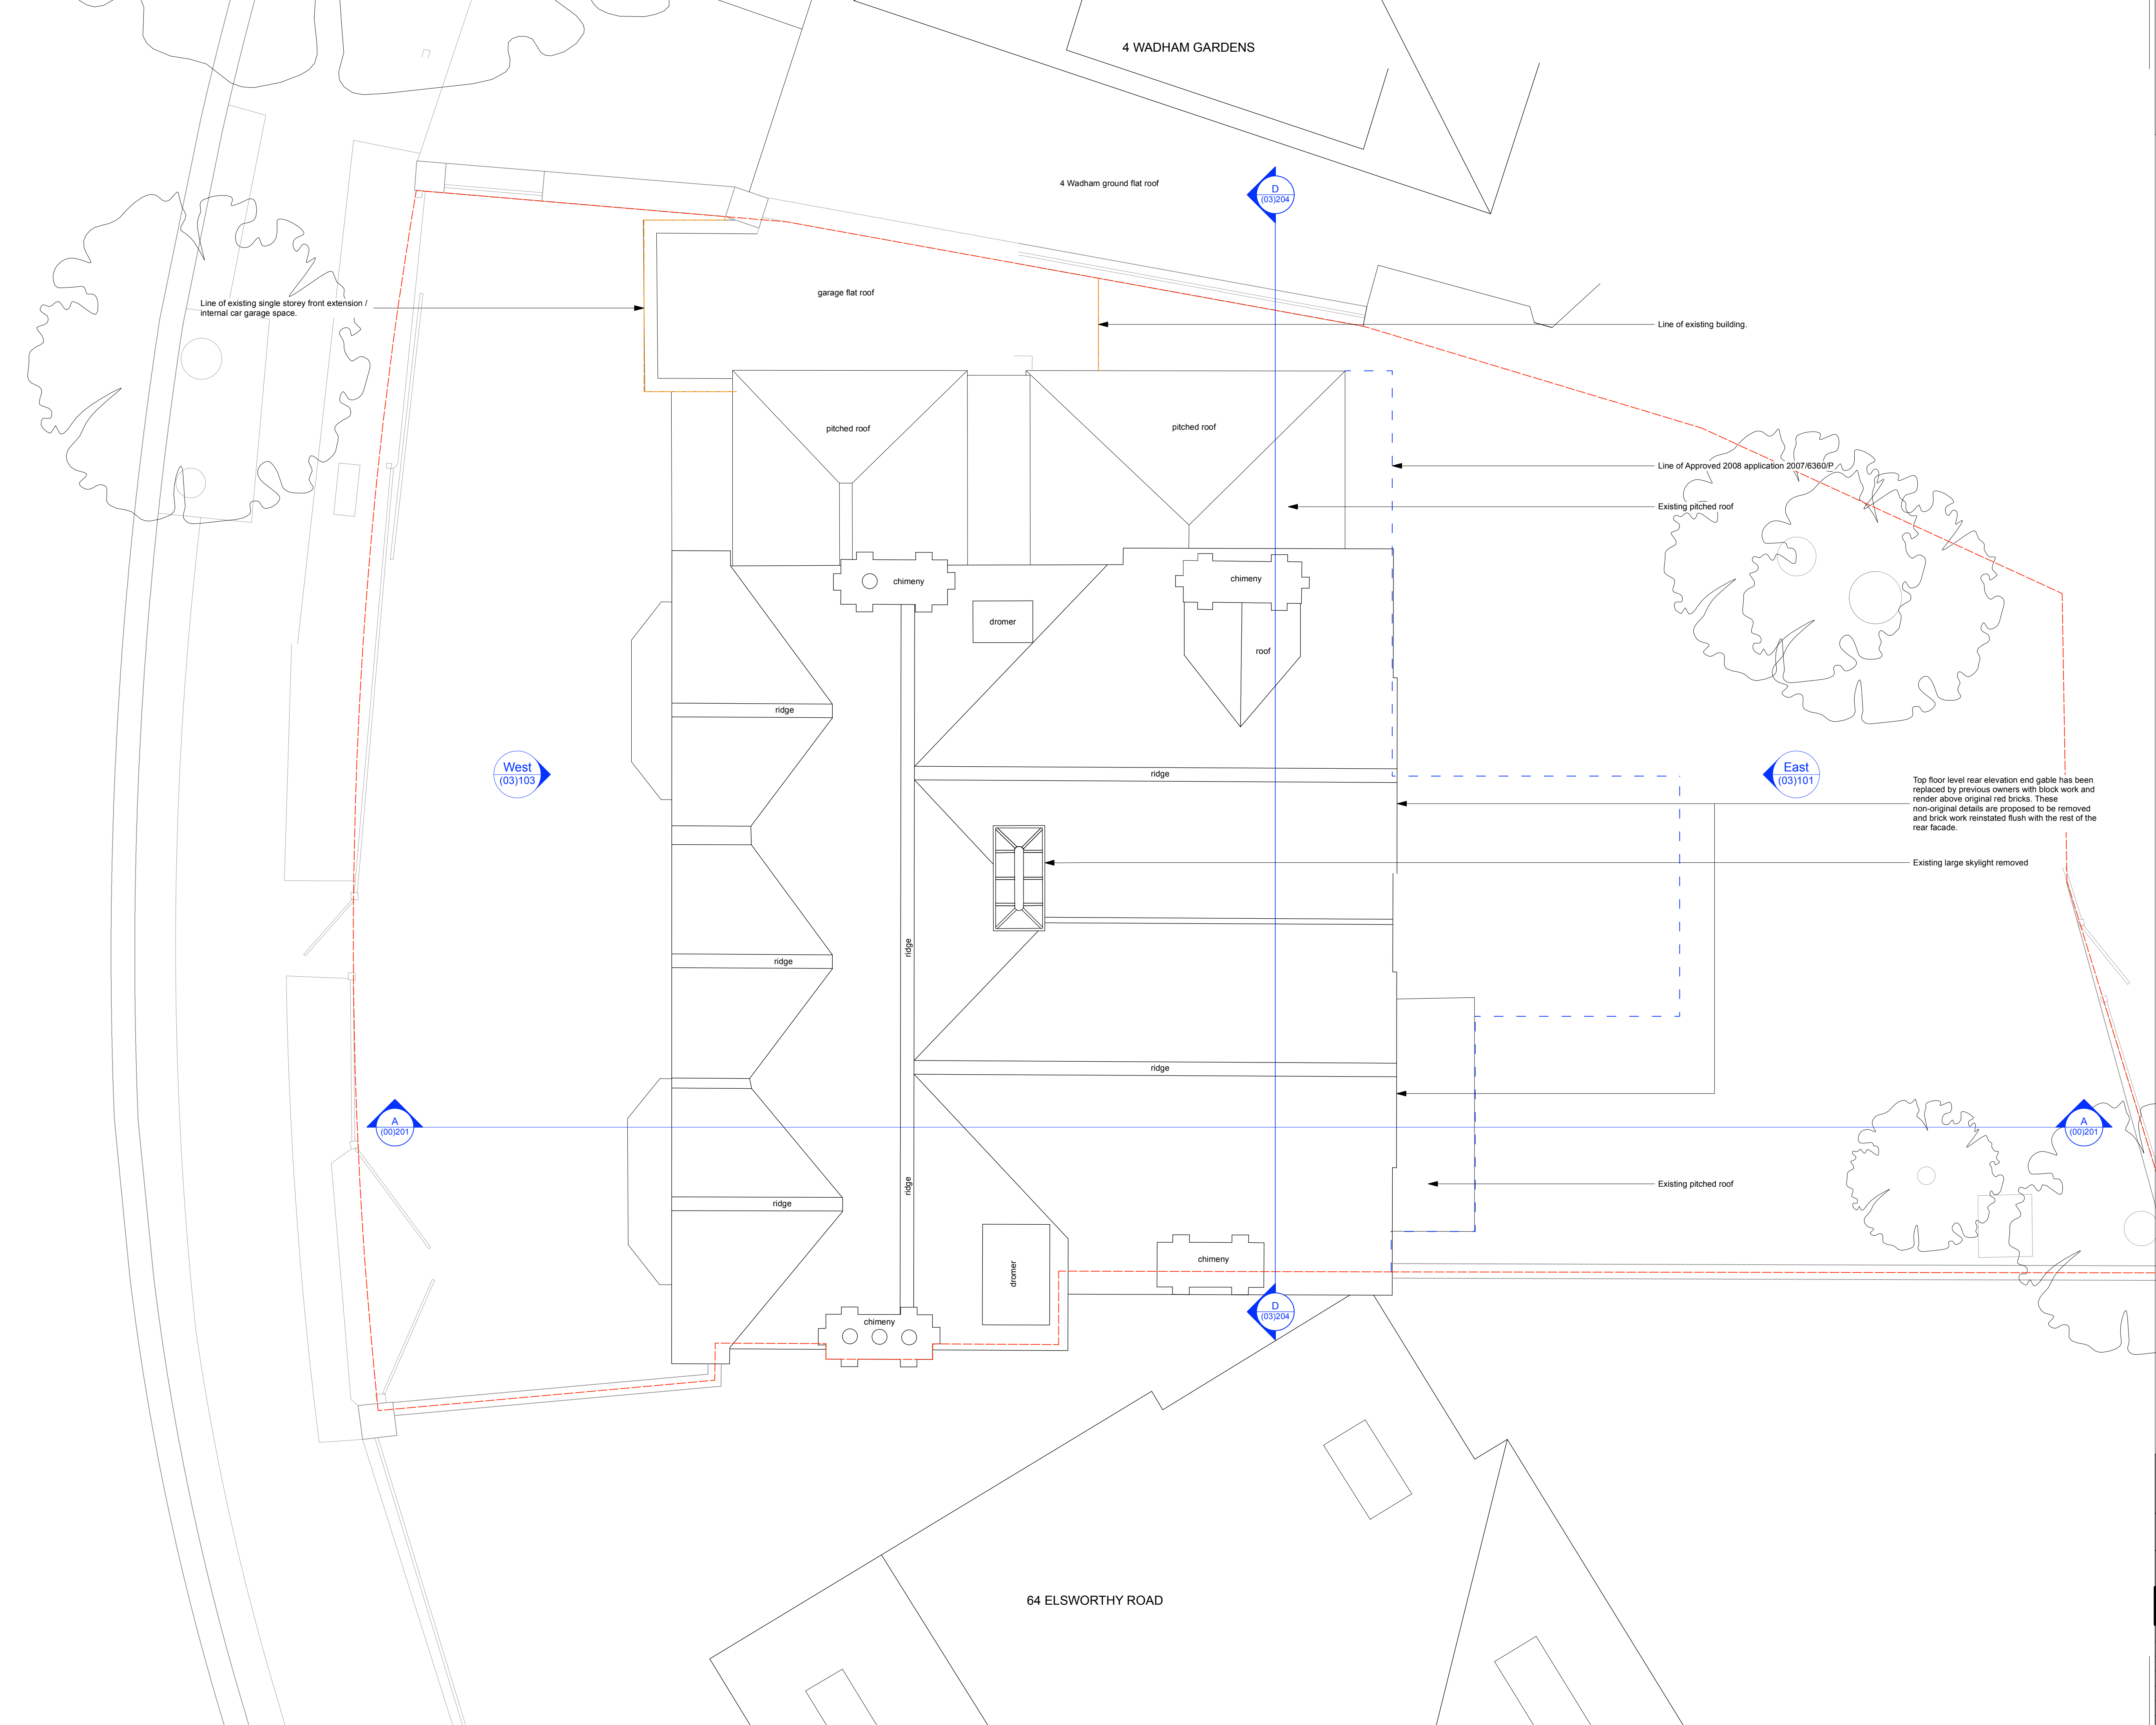 4 WADHAM GARDENS
4 Wadham ground flat roof
D
(03)204
garage flat roof
Line of existing single storey front extension /
internal car garage space.
Line of existing building.
pitched roof
pitched roof
Line of Approved 2008 application 2007/6360/P
Existing pitched roof
chimeny
chimeny
dromer
roof
ridge
West
(03)103
ridge
East
(03)101
Top floor level rear elevation end gable has been
replaced by previous owners with block work and
render above original red bricks. These
non-original details are proposed to be removed
and brick work reinstated flush with the rest of the
rear facade.
Existing large skylight removed
ridge
ridge
ridge
A
(00)201
A
(00)201
ridge
ridge
Existing pitched roof
dromer
chimeny
D
(03)204
chimeny
64 ELSWORTHY ROAD